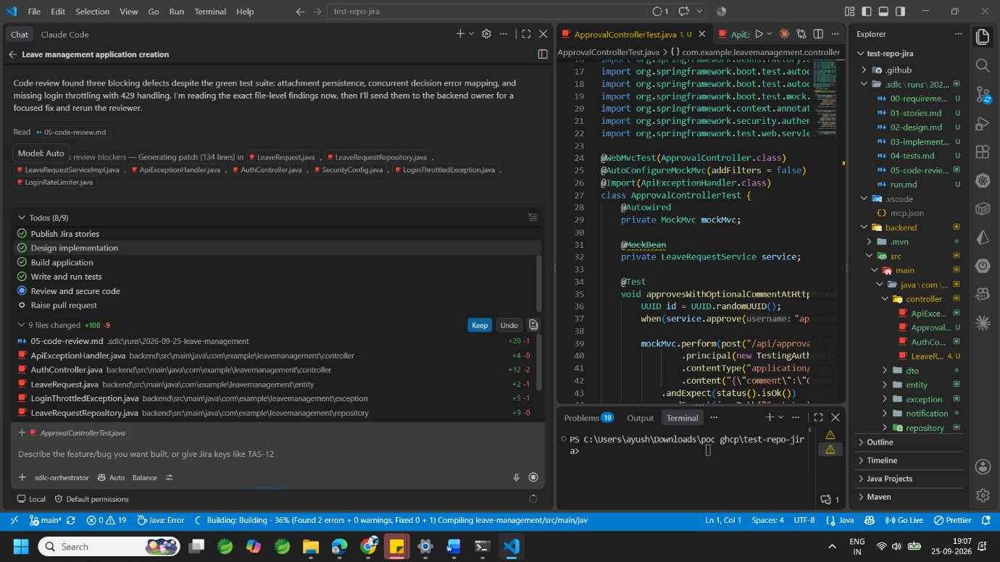 File Edit Selection View Go Run Terminal Help
test-repo-jira
1
Chat Claude Code
Leave management application creation
Code review found three blocking defects despite the green test suite: attachment persistence, concurrent decision error mapping, and
missing login throttling with 429 handling. I'm reading the exact file-level findings now, then I'll send them to the backend owner for a
focused fix and rerun the reviewer.
Read 05-code-review.md
Model: Auto
review blockers — Generating patch (134 lines) in LeaveRequest.java , LeaveRequestRepository.java ,
LeaveRequestServiceImpl.java , ApiExceptionHandler.java , AuthController.java , SecurityConfig.java , LoginThrottledException.java ,
LoginRateLimiter.java
Todos (8/9)
Publish Jira stories
Design implementation
Build application
Write and run tests
Review and secure code
Raise pull request
9 files changed +108 -9
Keep Undo
05-code-review.md .sdlc\runs\2026-09-25-leave-management +20 -1
ApiExceptionHandler.java backend\src\main\java\com\example\leavemanagement\controller +4 -0
AuthController.java backend\src\main\java\com\example\leavemanagement\controller +12 -2
LeaveRequest.java backend\src\main\java\com\example\leavemanagement\entity +2 -1
LoginThrottledException.java backend\src\main\java\com\example\leavemanagement\exception +5 -1
LeaveRequestRepository.java backend\src\main\java\com\example\leavemanagement\repository +9 -0
ApprovalControllerTest.java
Describe the feature/bug you want built, or give Jira keys like TAS-12
sdlc-orchestrator Auto Balance
Local Default permissions
ApprovalControllerTest.java 1, U
ApiE
ApprovalControllerTest.java > {} com.example.leavemanagement.controller
17 import org.springframework.boot.test.autoc
18 import org.springframework.boot.test.autoc
19 import org.springframework.boot.test.mock.
20 import org.springframework.context.annotat
21 import org.springframework.security.authen
22 import org.springframework.test.web.servle
23
24 @WebMvcTest(ApprovalController.class)
25 @AutoConfigureMockMvc(addFilters = false)
26 @Import(ApiExceptionHandler.class)
27 class ApprovalControllerTest {
28 @Autowired
29 private MockMvc mockMvc;
30
31 @MockBean
32 private LeaveRequestService service;
33
34 @Test
35 void approvesWithOptionalCommentAtHttpBound
36 UUID id = UUID.randomUUID();
37 when(service.approve(username: "approver
38
39 mockMvc.perform(post("/api/approvals/le
40 .principal(new TestingAuthentic
41 .contentType("application/json"
42 .content("{\"comment\":\"Covera
43 .andExpect(status().isOk())
Problems 19 Output Terminal
PS C:\Users\ayush\Downloads\poc ghcp\test-repo-jir
a>
1
Explorer
test-repo-jira
.github
.sdlc\runs\202...
00-requireme... U
01-stories.md U
02-design.md U
03-implement... U
04-tests.md U
05-code-revie...
run.md U
.vscode
mcp.json
backend
.mvn
src
main
java\com\...
controller
ApiExce...
Approval... U
AuthCo...
LeaveR... 4, U
dto
entity
exception
notification
repository
Outline
Timeline
Java Projects
Maven
main* 0 19 Java: Error Building: Building - 36% (Found 2 errors + 0 warnings, Fixed 0 + 1) Compiling leave-management/src/main/jav
Ln 1, Col 1 Spaces: 4 UTF-8 {} Java Go Live Prettier
Search
ENG
IN
19:07
25-09-2026